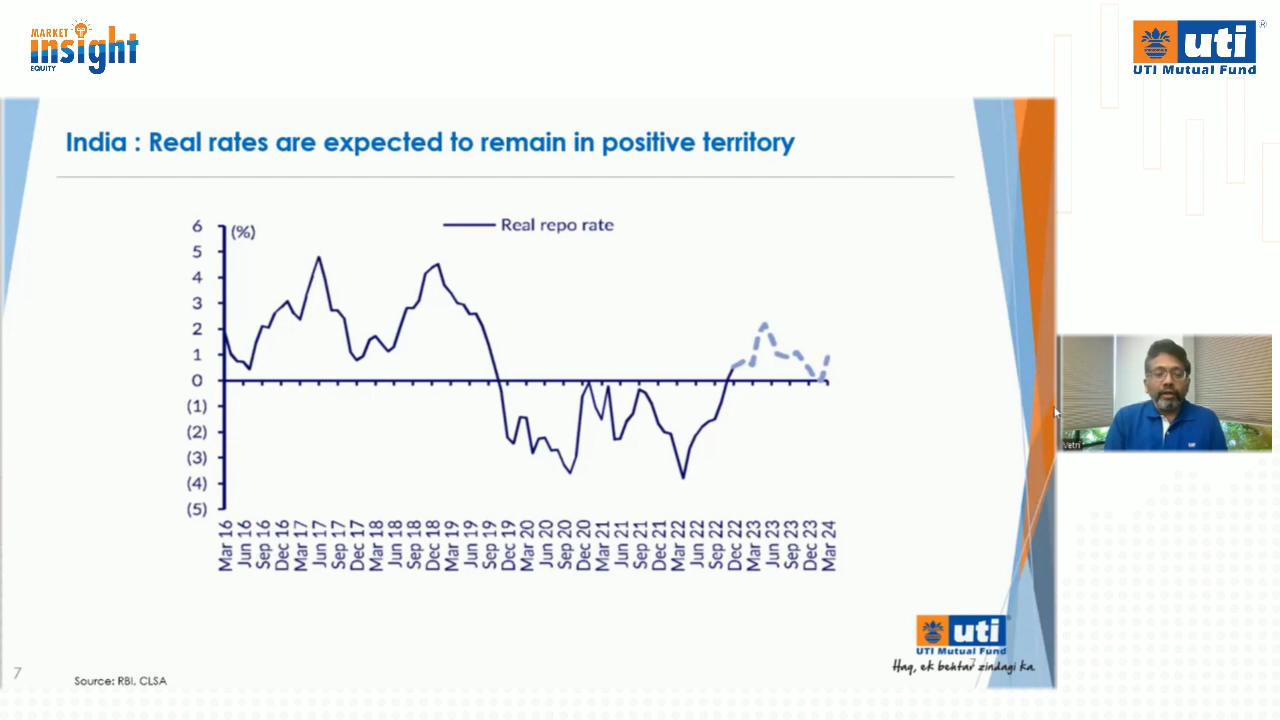 MARKET
insight
EQUITY
uti
®
UTI Mutual Fund
India : Real rates are expected to remain in positive territory
(%)
Real repo rate
6
5
4
3
2
1
0
(1)
(2)
(3)
(4)
(5)
Mar 16
Jun 16
Sep 16
Dec 16
Mar 17
Jun 17
Sep 17
Dec 17
Mar 18
Jun 18
Sep 18
Dec 18
Mar 19
Jun 19
Sep 19
Dec 19
Mar 20
Jun 20
Sep 20
Dec 20
Mar 21
Jun 21
Sep 21
Dec 21
Mar 22
Jun 22
Sep 22
Dec 22
Mar 23
Jun 23
Sep 23
Dec 23
Mar 24
Vetri
uti
UTI Mutual Fund
Haq, ek behtar zindagi ka.
7
7
Source: RBI, CLSA